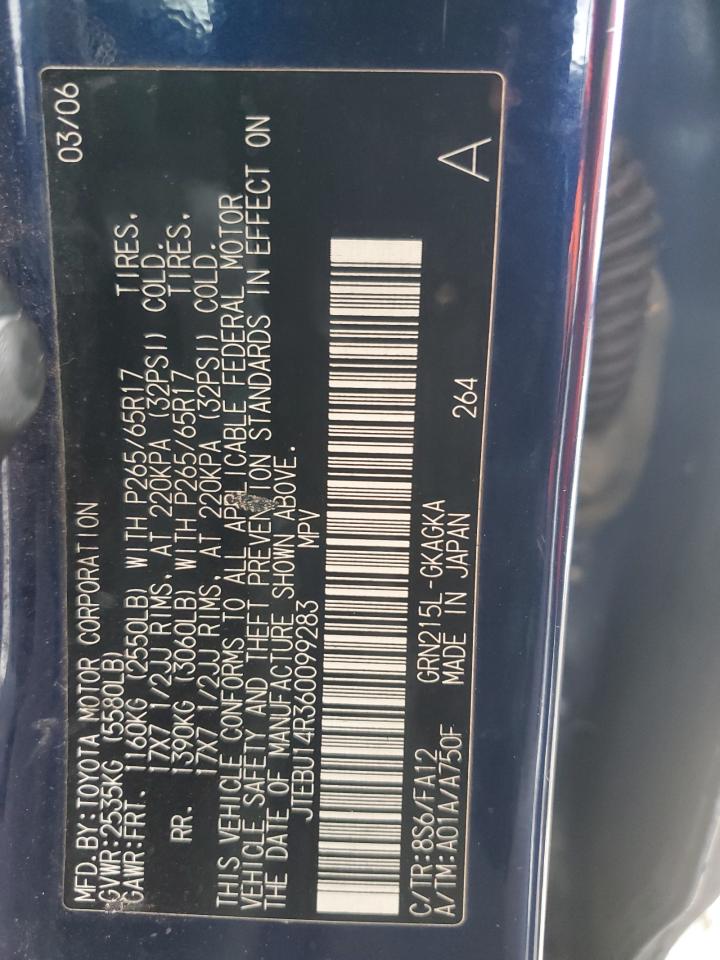 MFD. BY: TOYOTA MOTOR CORPORATION 03/06
GVWR: 2535KG (5580LB)
GAWR: FRT. 1160KG (2550LB) WITH P265/65R17 TIRES,
17X7 1/2JJ RIMS, AT 220KPA (32PSI) COLD.
RR. 1390KG (3060LB) WITH P265/65R17 TIRES,
17X7 1/2JJ RIMS, AT 220KPA (32PSI) COLD.
THIS VEHICLE CONFORMS TO ALL APPLICABLE FEDERAL MOTOR
VEHICLE SAFETY AND THEFT PREVENTION STANDARDS IN EFFECT ON
THE DATE OF MANUFACTURE SHOWN ABOVE.
JTEBU14R360099283 MPV
C/TR: 8S6/FA12 GRN215L-GKAGKA A
A/TM: A01A/A750F MADE IN JAPAN 264